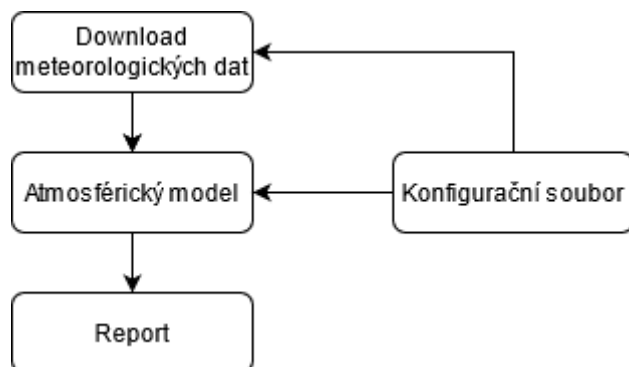 Download
meteorologických dat
Atmosférický model
Konfigurační soubor
Report